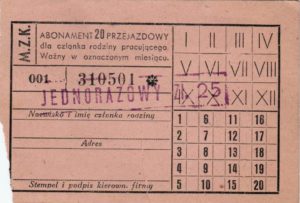 M.Z.K.
ABONAMENT 20 PRZEJAZDOWY
dla członka rodziny pracującego.
Ważny w oznaczonym miesiącu.
001 310501
JEDNORAZOWY
Nazwisko i imię członka rodziny
Adres
Stempel i podpis kierown. firmy
I II III IV
V VI VII VIII
IX X XI XII
25
1 6 11 16
2 7 12 17
3 8 13 18
4 9 14 19
5 10 15 20